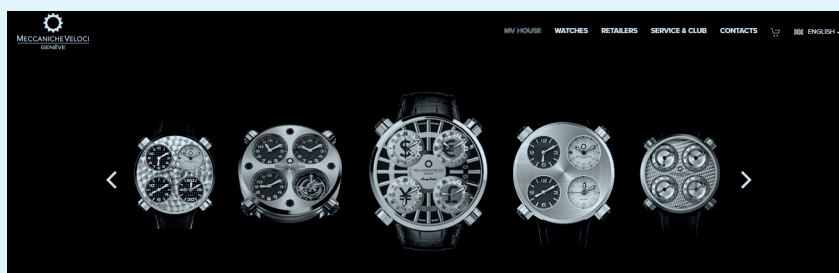 MECCANICHE VELOCI
GENÈVE
MV HOUSE WATCHES RETAILERS SERVICE & CLUB CONTACTS ENGLISH